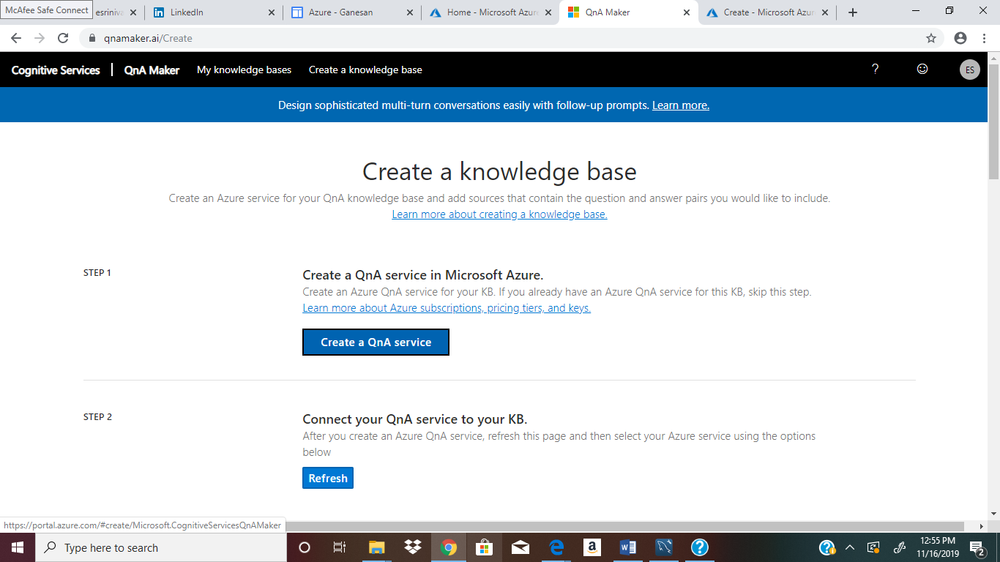 McAfee Safe Connect
esriniva
LinkedIn
Azure - Ganesan
Home - Microsoft Azure
QnA Maker
Create - Microsoft Azur
qnamaker.ai/Create
Cognitive Services
QnA Maker
My knowledge bases
Create a knowledge base
?
ES
Design sophisticated multi-turn conversations easily with follow-up prompts. Learn more.
Create a knowledge base
Create an Azure service for your QnA knowledge base and add sources that contain the question and answer pairs you would like to include.
Learn more about creating a knowledge base.
STEP 1
Create a QnA service in Microsoft Azure.
Create an Azure QnA service for your KB. If you already have an Azure QnA service for this KB, skip this step.
Learn more about Azure subscriptions, pricing tiers, and keys.
Create a QnA service
STEP 2
Connect your QnA service to your KB.
After you create an Azure QnA service, refresh this page and then select your Azure service using the options
below
Refresh
https://portal.azure.com/#create/Microsoft.CognitiveServicesQnAMaker
Type here to search
12:55 PM
11/16/2019
2